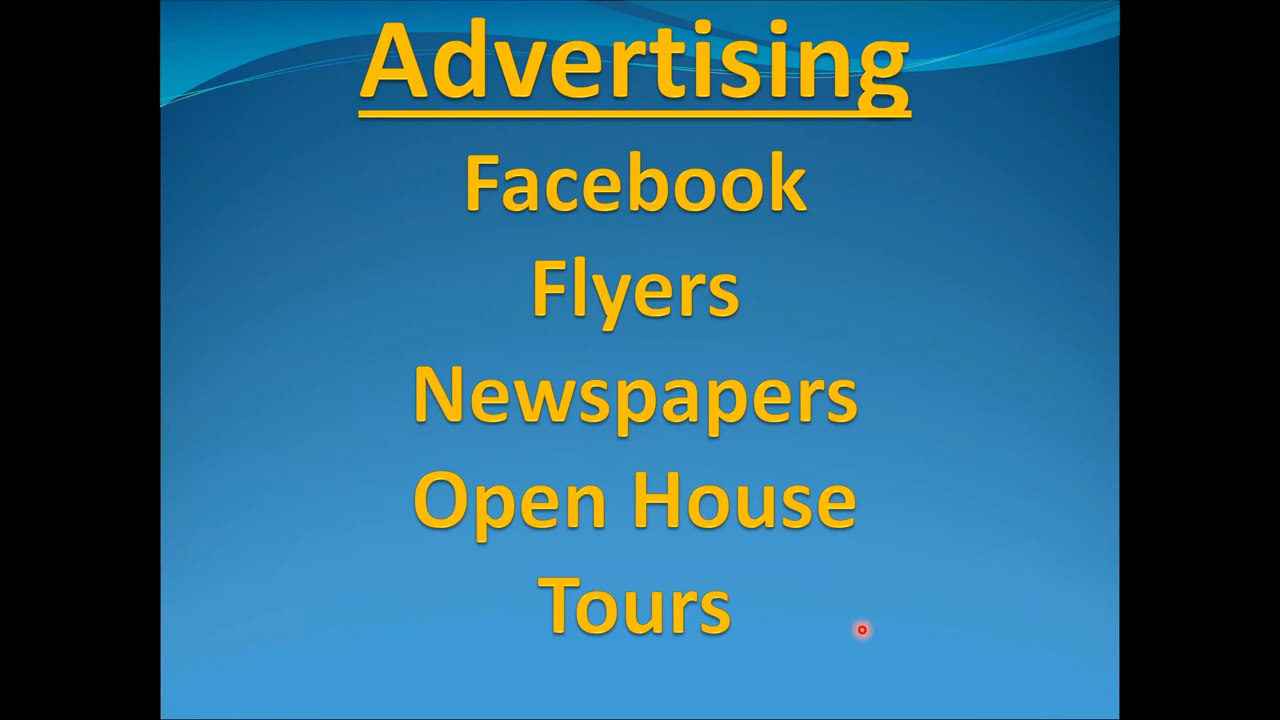 Advertising
Facebook
Flyers
Newspapers
Open House
Tours